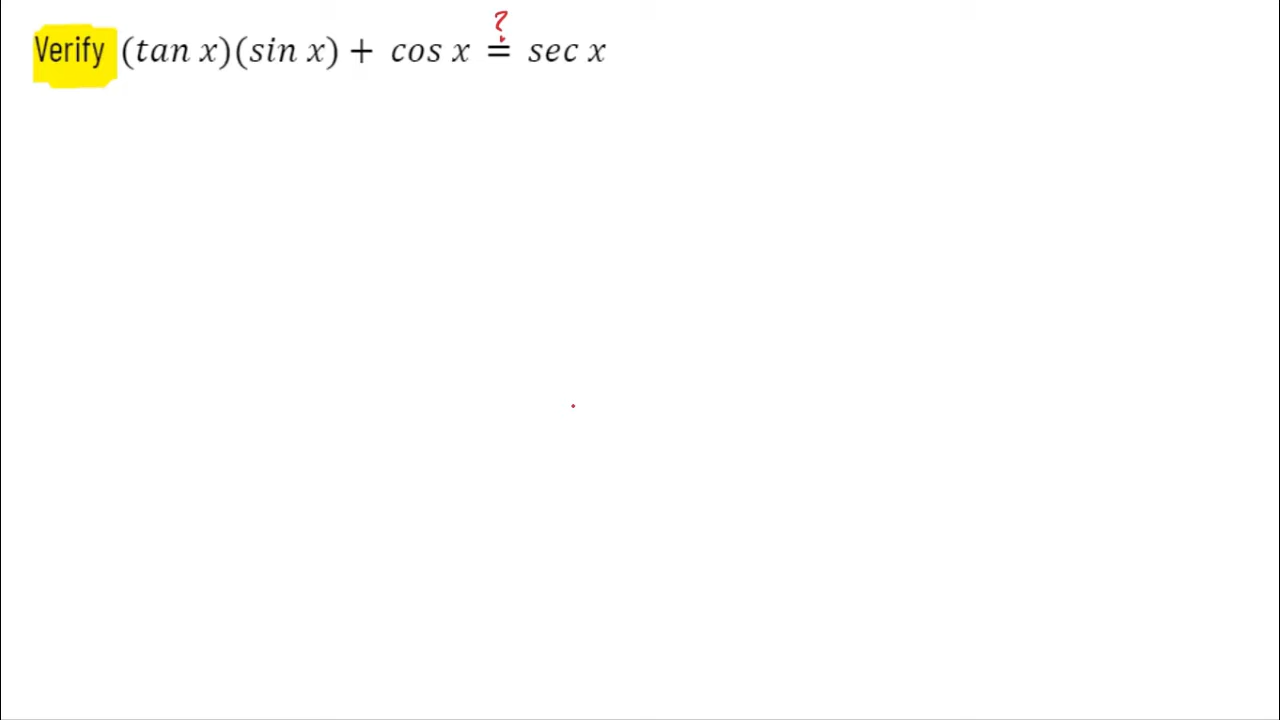 ?
Verify (tan x)(sin x) + cos x = sec x